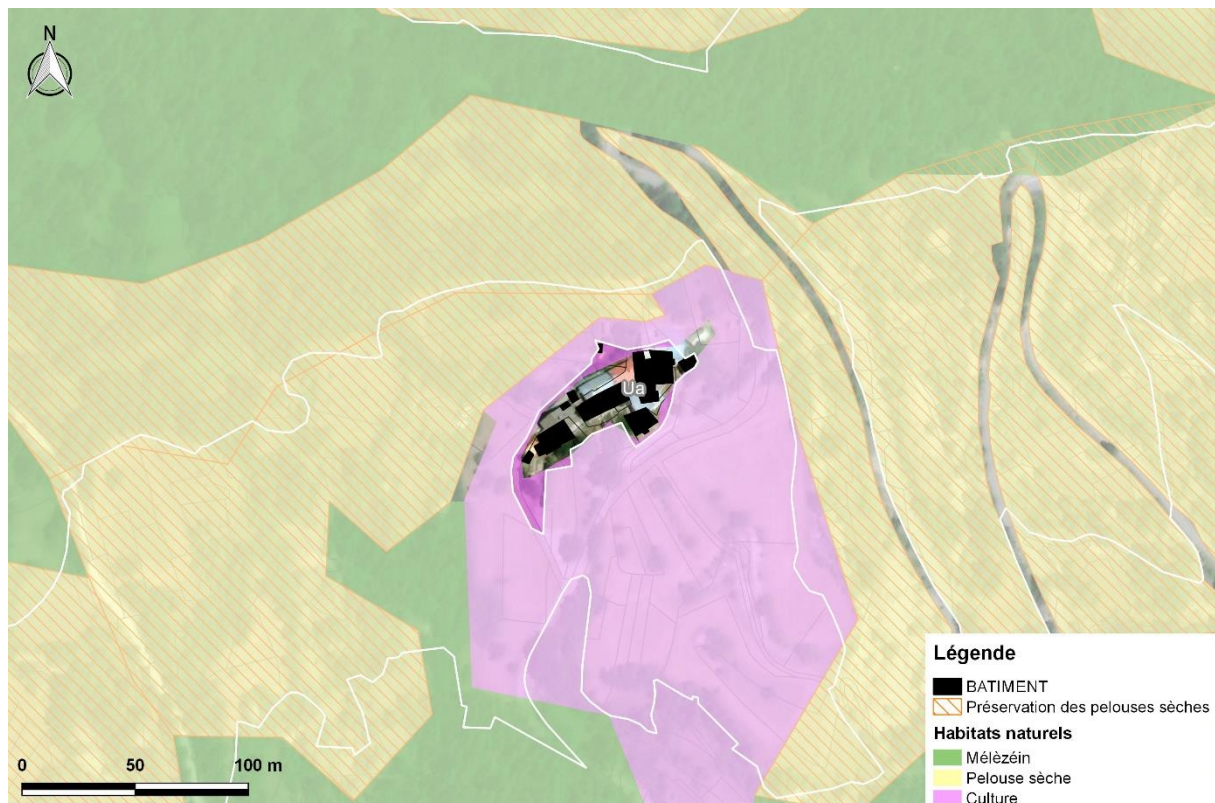 N
Ua
0 50 100 m
Légende
BATIMENT
Préservation des pelouses sèches
Habitats naturels
Mélèzéin
Pelouse sèche
Culture